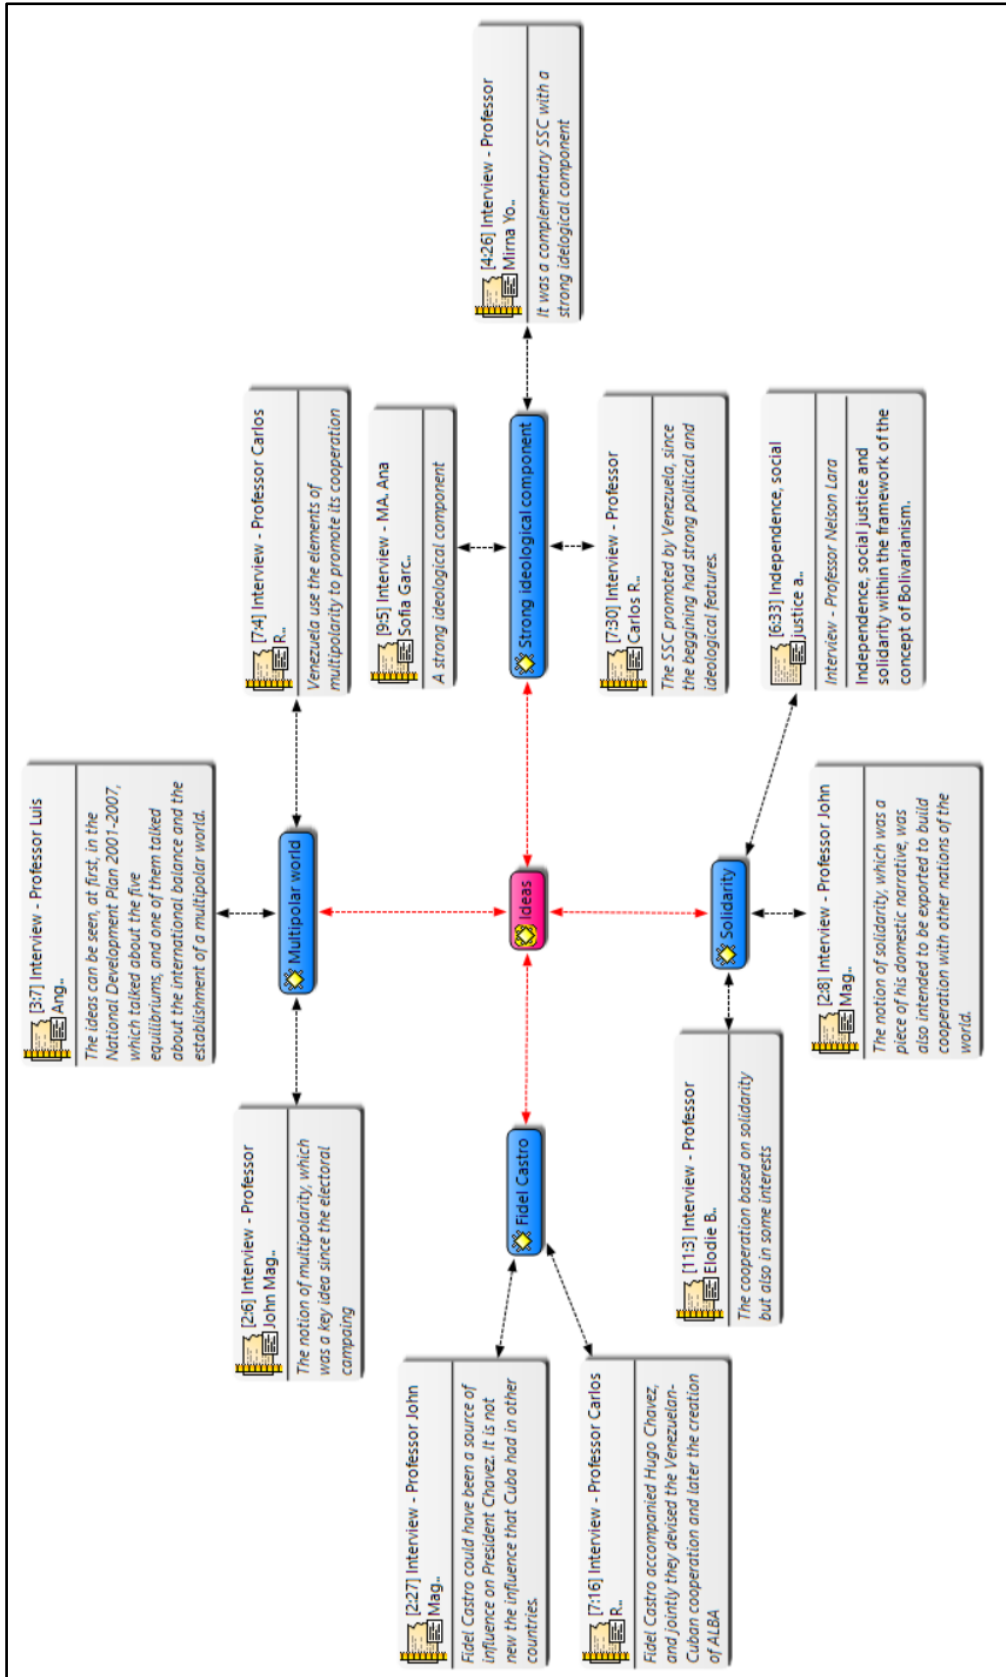 [3:7] Interview - Professor Luis
Ang..
The ideas can be seen, at first, in the
National Development Plan 2001-2007,
which talked about the five
equilibriums, and one of them talked
about the international balance and the
establishment of a multipolar world.
[2:6] Interview - Professor
John Mag..
The notion of multipolarity, which
was a key idea since the electoral
campaing
[7:4] Interview - Professor Carlos
R..
Venezuela use the elements of
multipolarity to promote its cooperation
Multipolar world
[9:5] Interview - MA. Ana
Sofia Garc..
A strong ideological component
[2:27] Interview - Professor John
Mag..
Fidel Castro could have been a source of
influence on President Chavez. It is not
new the influence that Cuba had in other
countries.
[4:26] Interview - Professor
Mirna Yo..
It was a complementary SSC with a
strong idelogical component
Fidel Castro
Ideas
Strong ideological component
[7:16] Interview - Professor Carlos
R..
Fidel Castro accompanied Hugo Chavez,
and jointly they devised the Venezuelan-
Cuban cooperation and later the creation
of ALBA
[7:30] Interview - Professor
Carlos R..
The SSC promoted by Venezuela, since
the beggining had strong political and
ideological features.
[11:3] Interview - Professor
Elodie B..
The cooperation based on solidarity
but also in some interests
Solidarity
[6:33] Independence, social
justice a..
Interview - Professor Nelson Lara
Independence, social justice and
solidarity within the framework of the
concept of Bolivarianism.
[2:8] Interview - Professor John
Mag..
The notion of solidarity, which was a
piece of his domestic narrative, was
also intended to be exported to build
cooperation with other nations of the
world.